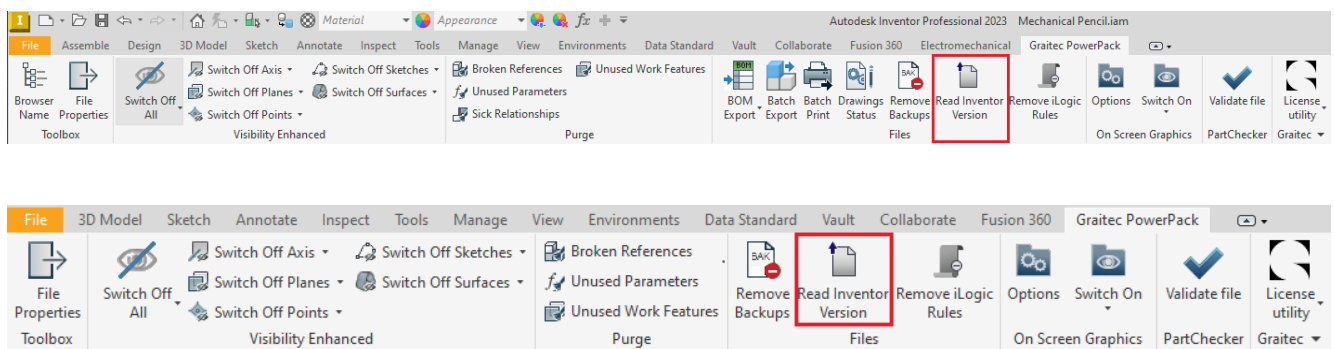 I Material Appearance fx Autodesk Inventor Professional 2023 Mechanical Pencil.iam
File Assemble Design 3D Model Sketch Annotate Inspect Tools Manage View Environments Data Standard Vault Collaborate Fusion 360 Electromechanical Graitec PowerPack
Switch Off Axis Switch Off Sketches Broken References Unused Work Features BOM BAK
Switch Off Planes Switch Off Surfaces fx Unused Parameters
Browser File Switch Off BOM Batch Batch Drawings Remove Read Inventor Remove iLogic Options Switch On Validate file License
Name Properties All Switch Off Points Sick Relationships Export Export Print Status Backups Version Rules utility
Toolbox Visibility Enhanced Purge Files On Screen Graphics PartChecker Graitec
File 3D Model Sketch Annotate Inspect Tools Manage View Environments Data Standard Vault Collaborate Fusion 360 Graitec PowerPack
Switch Off Axis Switch Off Sketches Broken References BAK
Switch Off Planes Switch Off Surfaces fx Unused Parameters
File Switch Off Remove Read Inventor Remove iLogic Options Switch On Validate file License
Properties All Switch Off Points Unused Work Features Backups Version Rules utility
Toolbox Visibility Enhanced Purge Files On Screen Graphics PartChecker Graitec